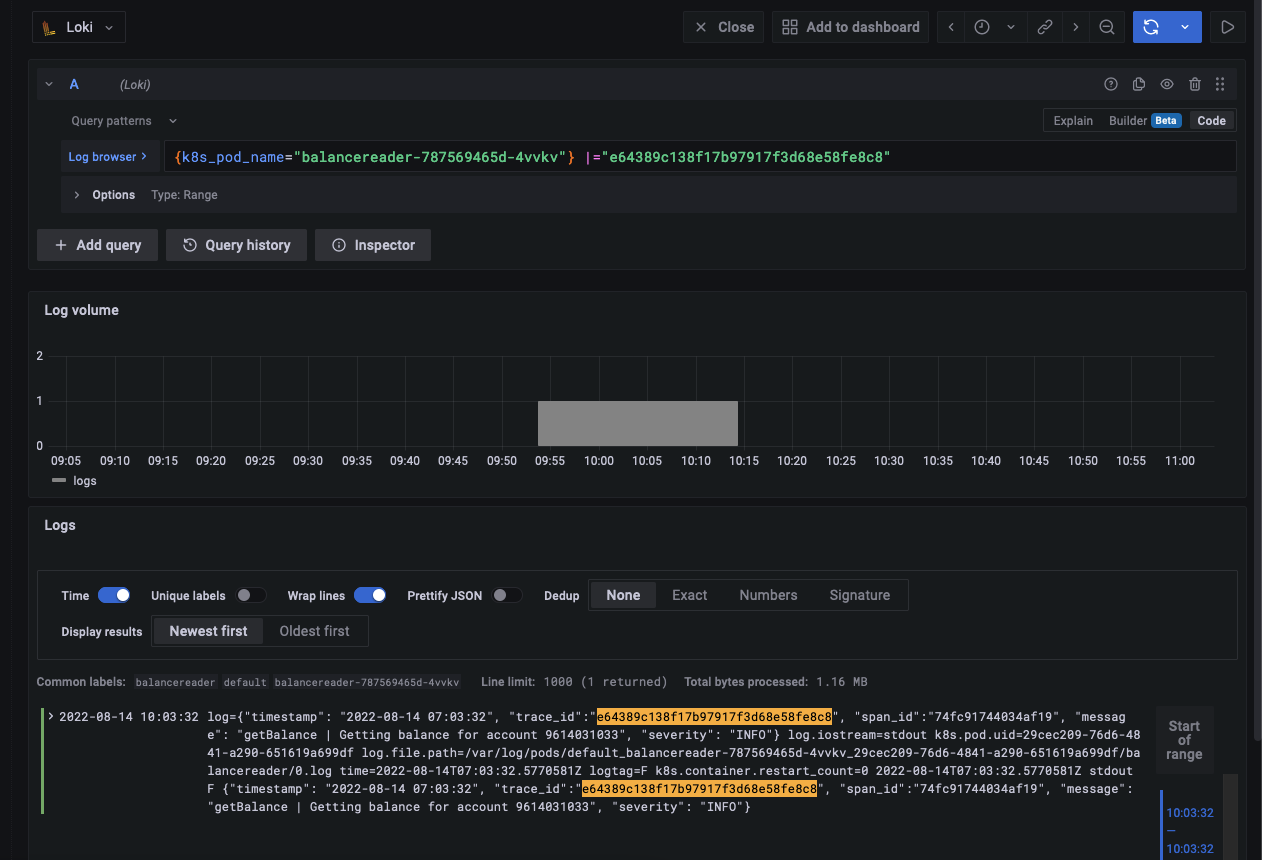 Loki
Close
Add to dashboard
A (Loki)
Query patterns
Explain Builder Beta Code
Log browser {k8s_pod_name="balancereader-787569465d-4vvkv"} |="e64389c138f17b97917f3d68e58fe8c8"
Options Type: Range
+ Add query Query history Inspector
Log volume
2
1
0
09:05 09:10 09:15 09:20 09:25 09:30 09:35 09:40 09:45 09:50 09:55 10:00 10:05 10:10 10:15 10:20 10:25 10:30 10:35 10:40 10:45 10:50 10:55 11:00
logs
Logs
Time Unique labels Wrap lines Prettify JSON Dedup None Exact Numbers Signature
Display results Newest first Oldest first
Common labels: balancereader default balancereader-787569465d-4vvkv Line limit: 1000 (1 returned) Total bytes processed: 1.16 MB
2022-08-14 10:03:32 log={"timestamp": "2022-08-14 07:03:32", "trace_id":"e64389c138f17b97917f3d68e58fe8c8", "span_id":"74fc91744034af19", "messag
e": "getBalance | Getting balance for account 9614031033", "severity": "INFO"} log.iostream=stdout k8s.pod.uid=29cec209-76d6-48
41-a290-651619a699df log.file.path=/var/log/pods/default_balancereader-787569465d-4vvkv_29cec209-76d6-4841-a290-651619a699df/ba
lancereader/0.log time=2022-08-14T07:03:32.5770581Z logtag=F k8s.container.restart_count=0 2022-08-14T07:03:32.5770581Z stdout
F {"timestamp": "2022-08-14 07:03:32", "trace_id":"e64389c138f17b97917f3d68e58fe8c8", "span_id":"74fc91744034af19", "message":
"getBalance | Getting balance for account 9614031033", "severity": "INFO"}
Start
of
range
10:03:32
—
10:03:32